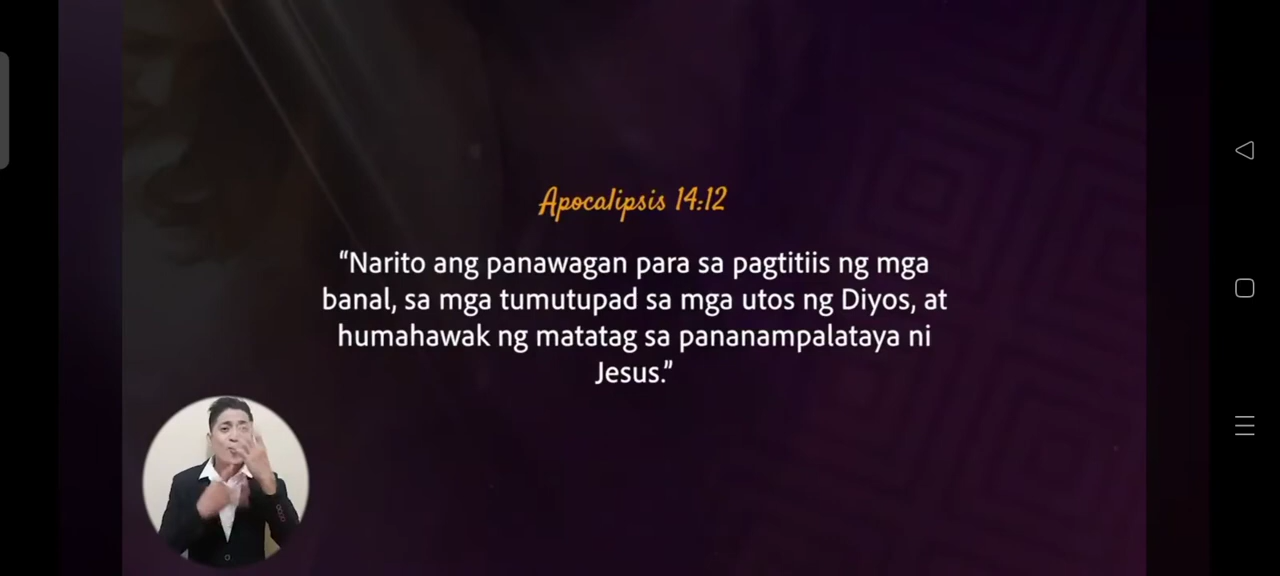 Apocalipsis 14:12
“Narito ang panawagan para sa pagtitiis ng mga
banal, sa mga tumutupad sa mga utos ng Diyos, at
humahawak ng matatag sa pananampalataya ni
Jesus.”